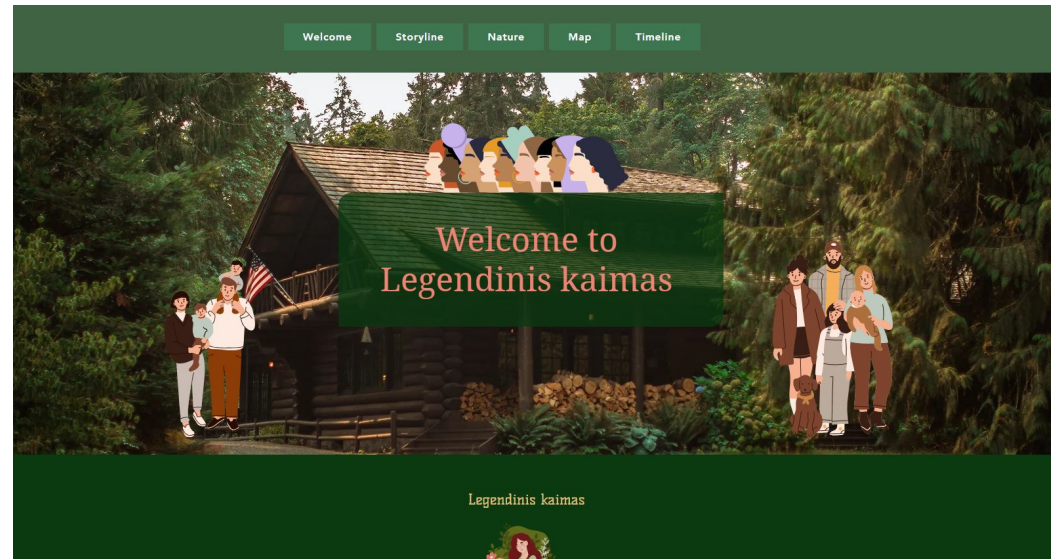 Welcome
Storyline
Nature
Map
Timeline
Welcome to
Legendinis kaimas
Legendinis kaimas